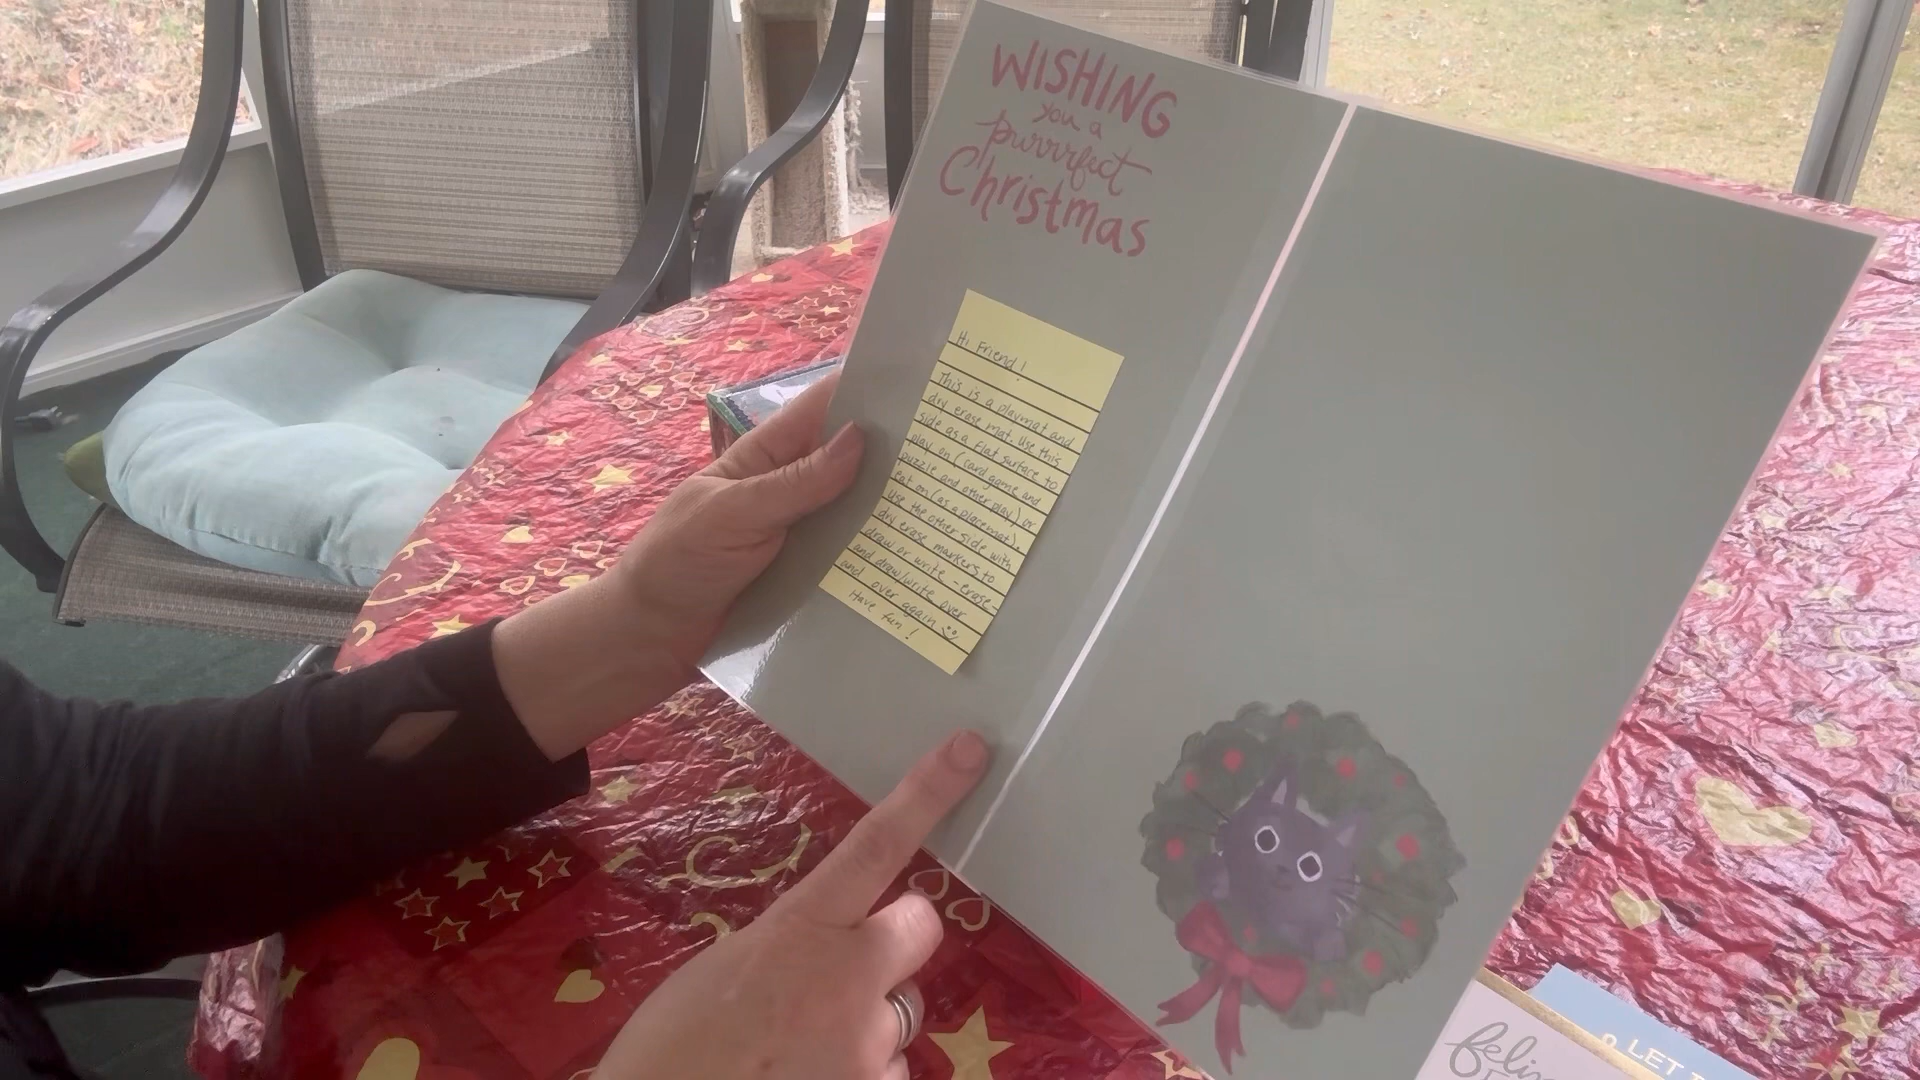 WISHING
you a
purrrfect
Christmas
Hi Friend!
This is a playmat and
dry erase mat. Use this
side as a flat surface to
play on (card game and
puzzle and other play) or
eat on (as a placemat).
Use the other side with
dry erase markers to
draw or write - erase -
and draw/write over
and over again
Have fun!
LET